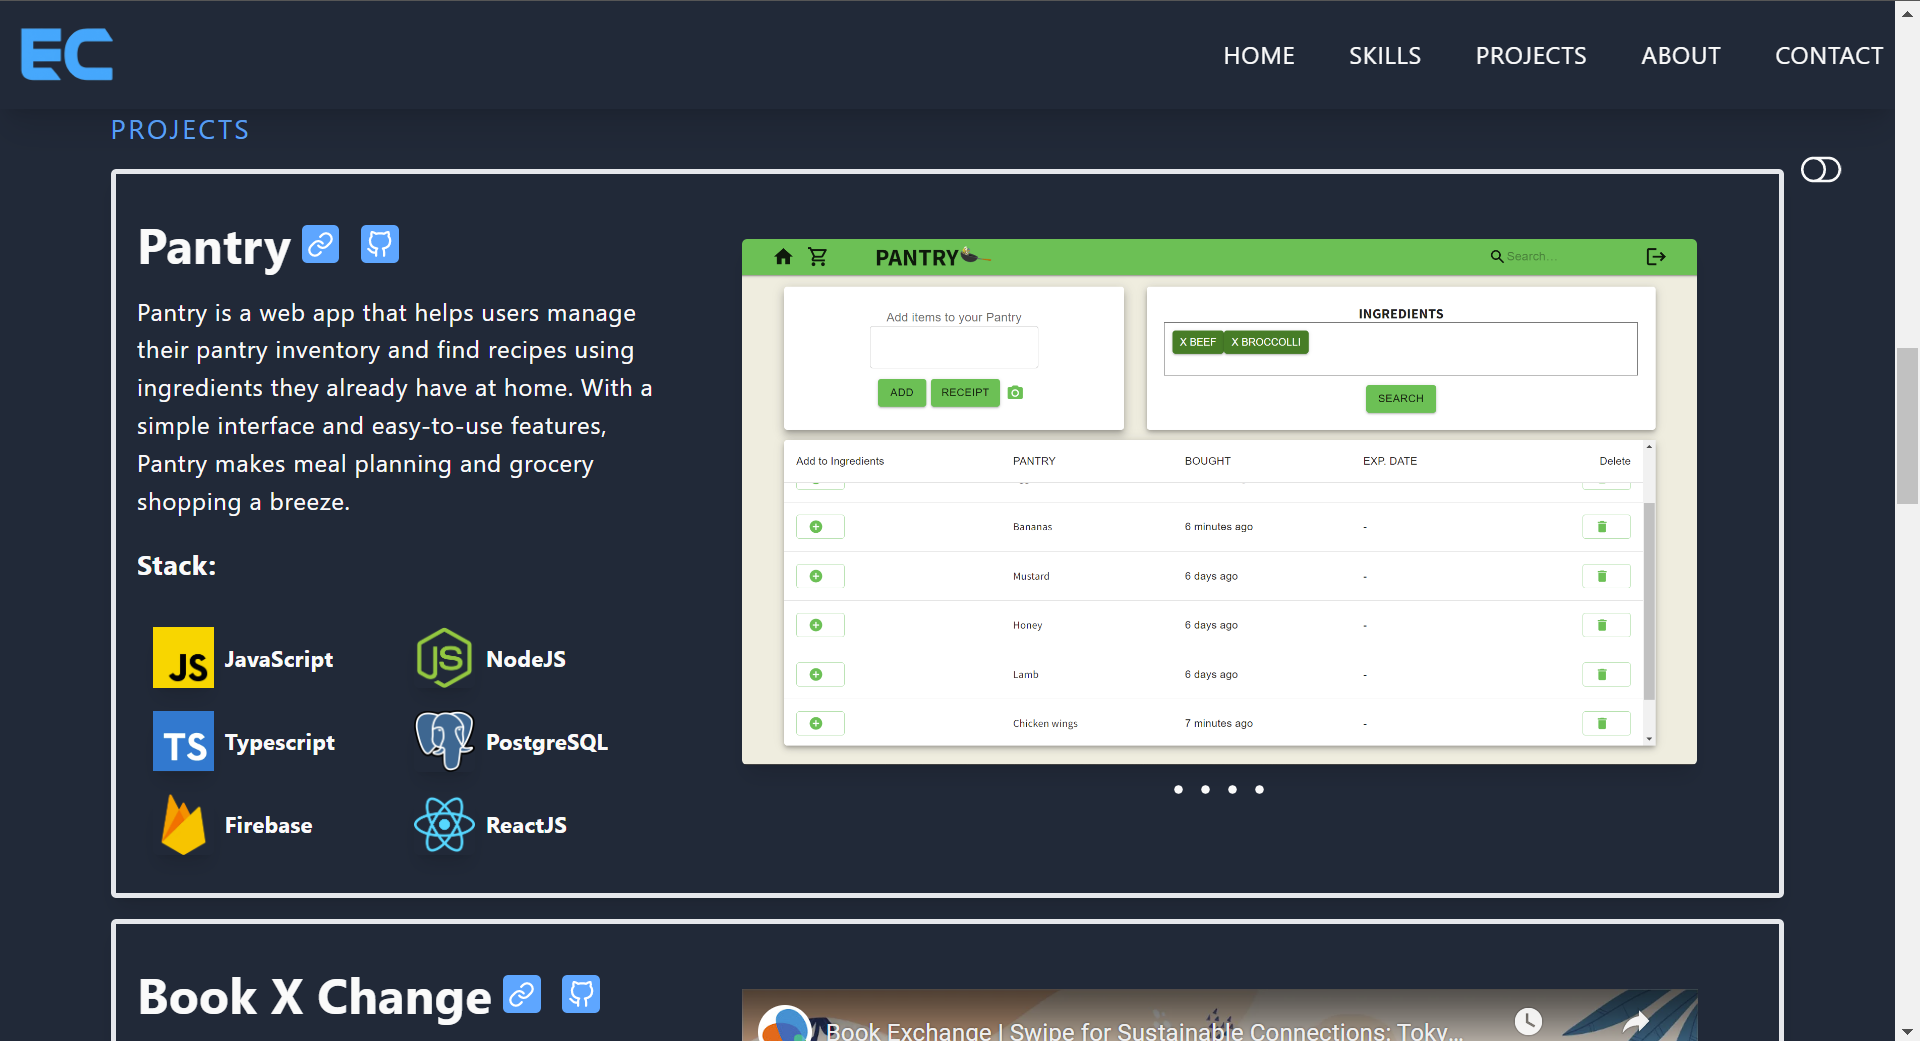 EC
HOME SKILLS PROJECTS ABOUT CONTACT
PROJECTS
Pantry
Pantry is a web app that helps users manage
their pantry inventory and find recipes using
ingredients they already have at home. With a
simple interface and easy-to-use features,
Pantry makes meal planning and grocery
shopping a breeze.
Stack:
JS JavaScript
JS NodeJS
TS Typescript
PostgreSQL
Firebase
ReactJS
PANTRY
Search...
Add items to your Pantry
ADD RECEIPT
INGREDIENTS
X BEEF X BROCCOLLI
SEARCH
Add to Ingredients PANTRY BOUGHT EXP. DATE Delete
Bananas 6 minutes ago -
Mustard 6 days ago -
Honey 6 days ago -
Lamb 6 days ago -
Chicken wings 7 minutes ago -
Book X Change
Book Exchange | Swipe for Sustainable Connections: Toky...